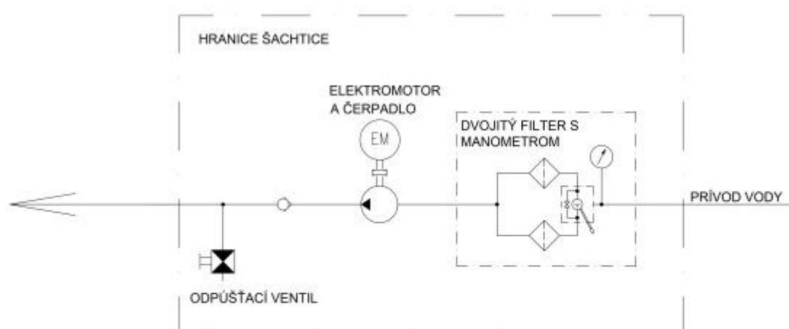 HRANICE ŠACHTICE
ELEKTROMOTOR
A ČERPADLO
EM
DVOJITÝ FILTER S
MANOMETROM
PRÍVOD VODY
ODPÚŠŤACÍ VENTIL